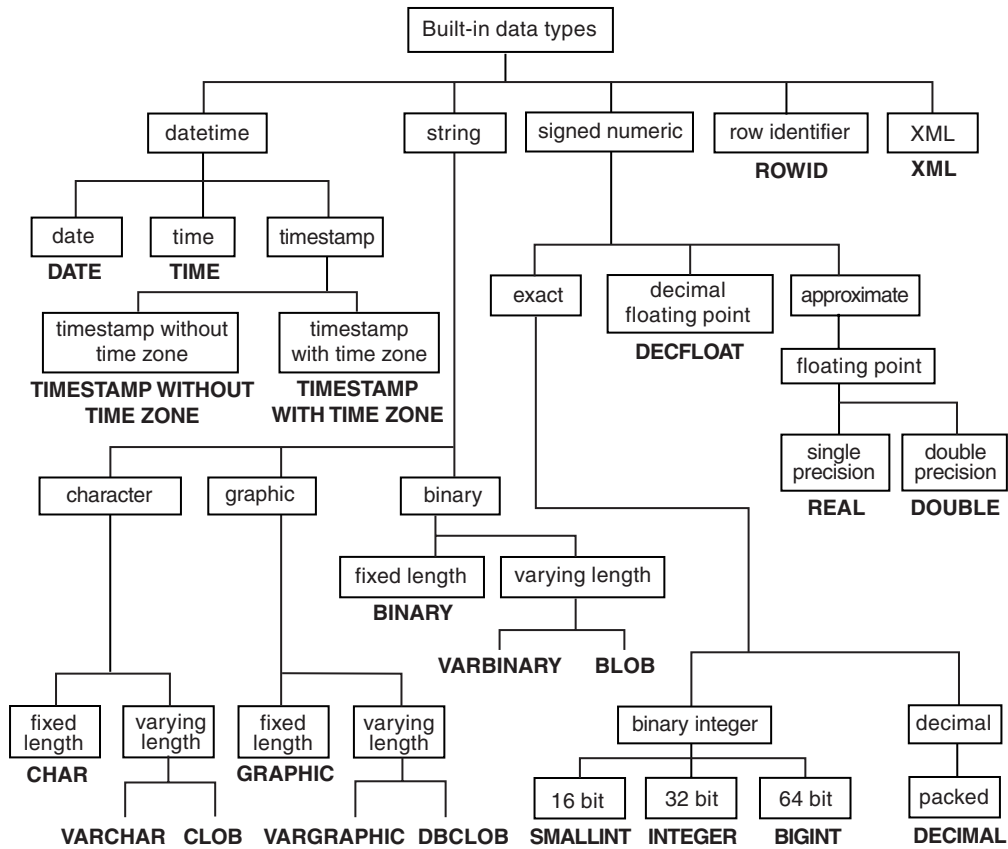 Built-in data types
datetime
string
signed numeric
row identifier
XML
ROWID
XML
date
time
timestamp
DATE
TIME
exact
decimal
floating point
approximate
DECFLOAT
timestamp without
time zone
timestamp
with time zone
TIMESTAMP WITHOUT
TIME ZONE
TIMESTAMP
WITH TIME ZONE
floating point
single
precision
double
precision
REAL
DOUBLE
character
graphic
binary
fixed length
varying length
BINARY
VARBINARY
BLOB
fixed
length
varying
length
fixed
length
varying
length
CHAR
GRAPHIC
binary integer
decimal
16 bit
32 bit
64 bit
packed
VARCHAR
CLOB
VARGRAPHIC
DBCLOB
SMALLINT
INTEGER
BIGINT
DECIMAL